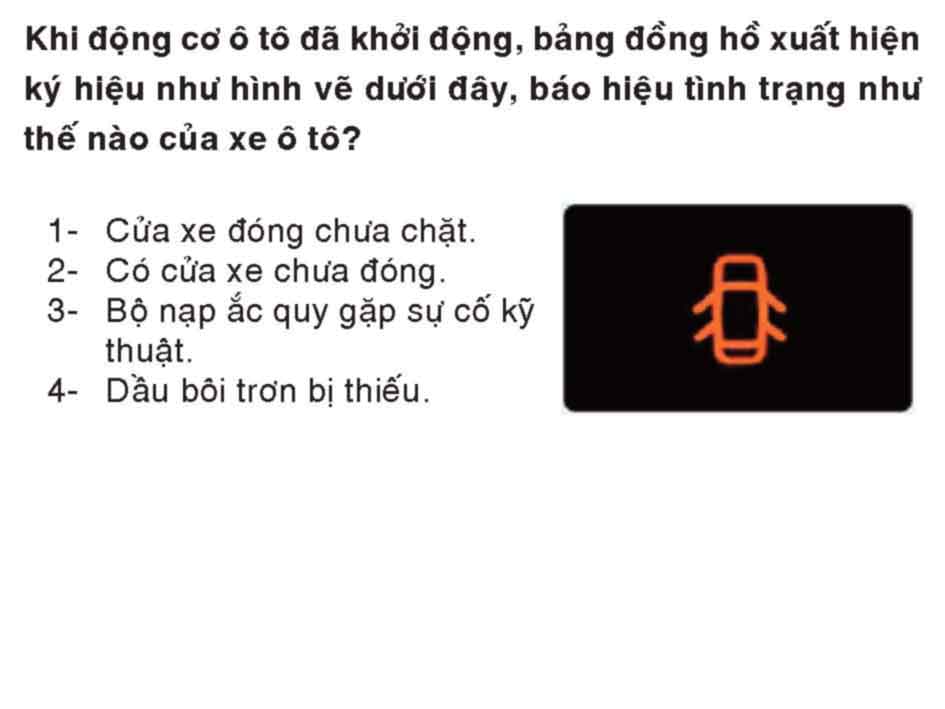 Khi động cơ ô tô đã khởi động, bảng đồng hồ xuất hiện
ký hiệu như hình vẽ dưới đây, báo hiệu tình trạng như
thế nào của xe ô tô?
1- Cửa xe đóng chưa chặt.
2- Có cửa xe chưa đóng.
3- Bộ nạp ắc quy gặp sự cố kỹ
thuật.
4- Dầu bôi trơn bị thiếu.